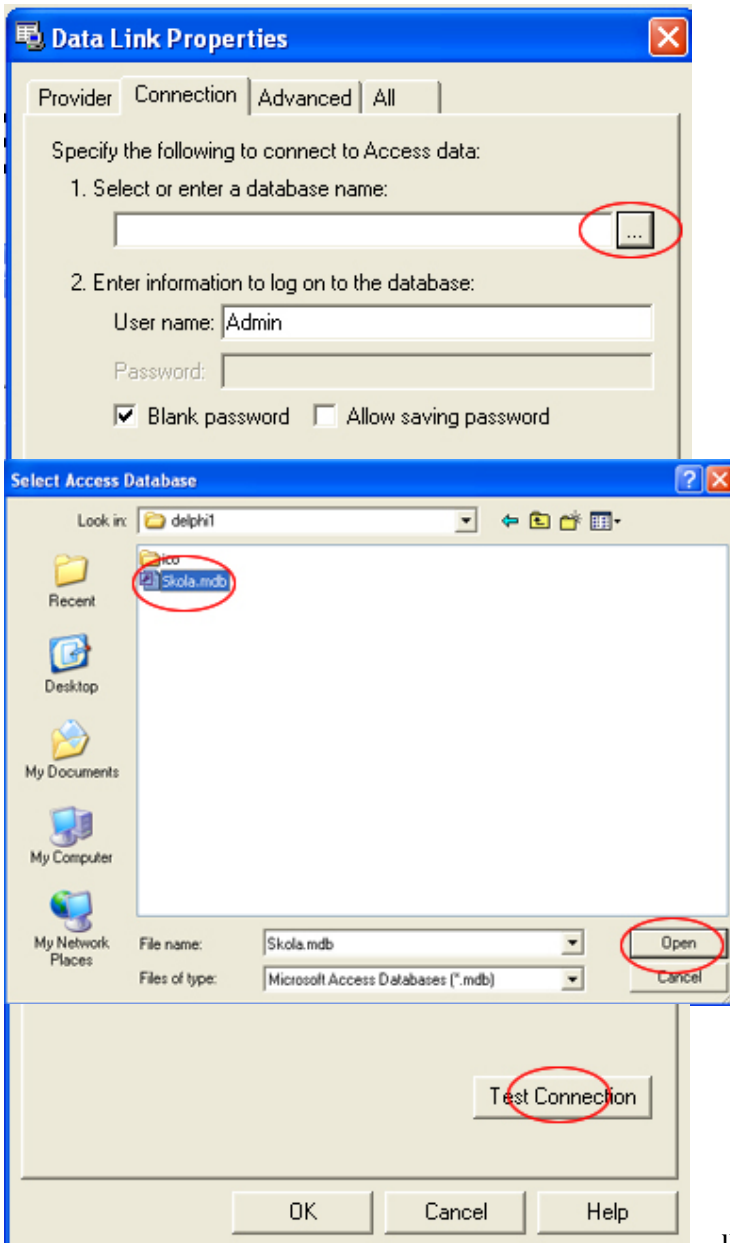 Data Link Properties
Provider Connection Advanced All
Specify the following to connect to Access data:
1. Select or enter a database name:
...
2. Enter information to log on to the database:
User name: Admin
Password:
Blank password Allow saving password
Select Access Database
Look in: delphi1
ico
Skola.mdb
Recent
Desktop
My Documents
My Computer
My Network Places
File name: Skola.mdb Open
Files of type: Microsoft Access Databases (*.mdb) Cancel
Test Connection
OK Cancel Help